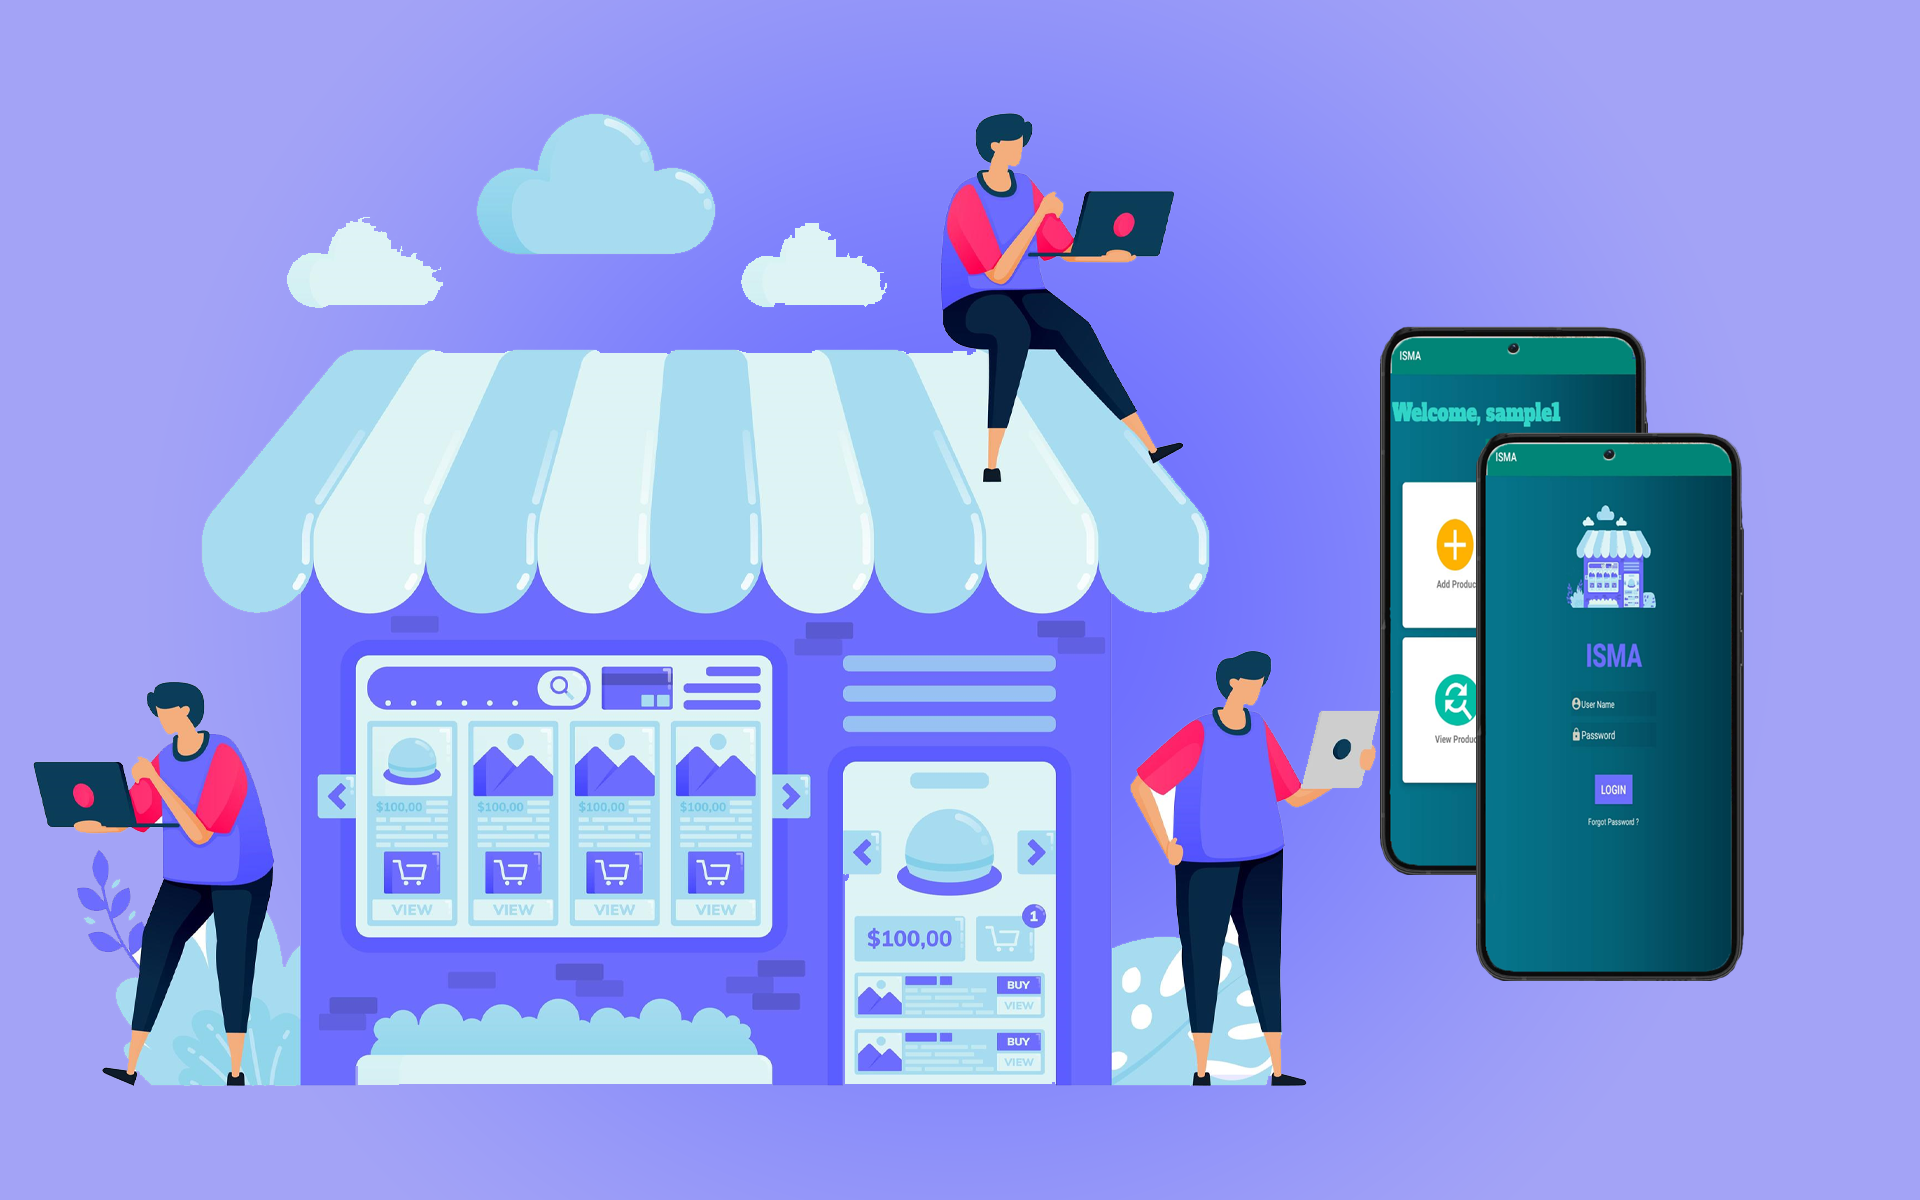 $100,00
$100,00
$100,00
$100,00
VIEW
VIEW
VIEW
VIEW
1
$100,00
BUY
VIEW
BUY
VIEW
ISMA
Welcome, sample1
Add Produc
View Produc
ISMA
ISMA
User Name
Password
LOGIN
Forgot Password ?